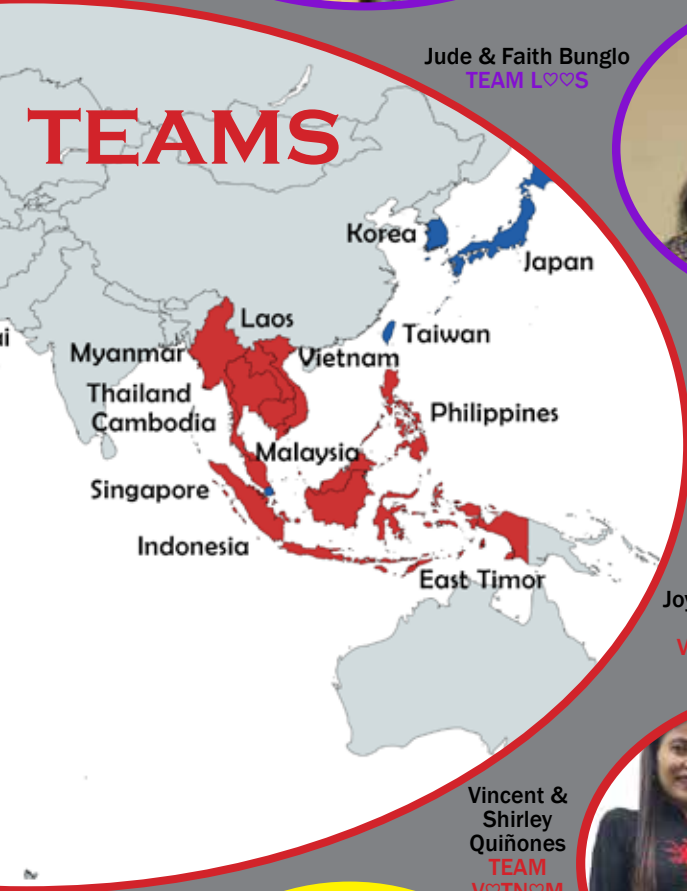 Jude & Faith Bunglo
TEAM L♡♡S
TEAMS
Korea
Japan
Laos
Taiwan
Myanmar
Vietnam
Thailand
Cambodia
Philippines
Malaysia
Singapore
Indonesia
East Timor
Vincent &
Shirley
Quiñones
TEAM
V♡TN♡M